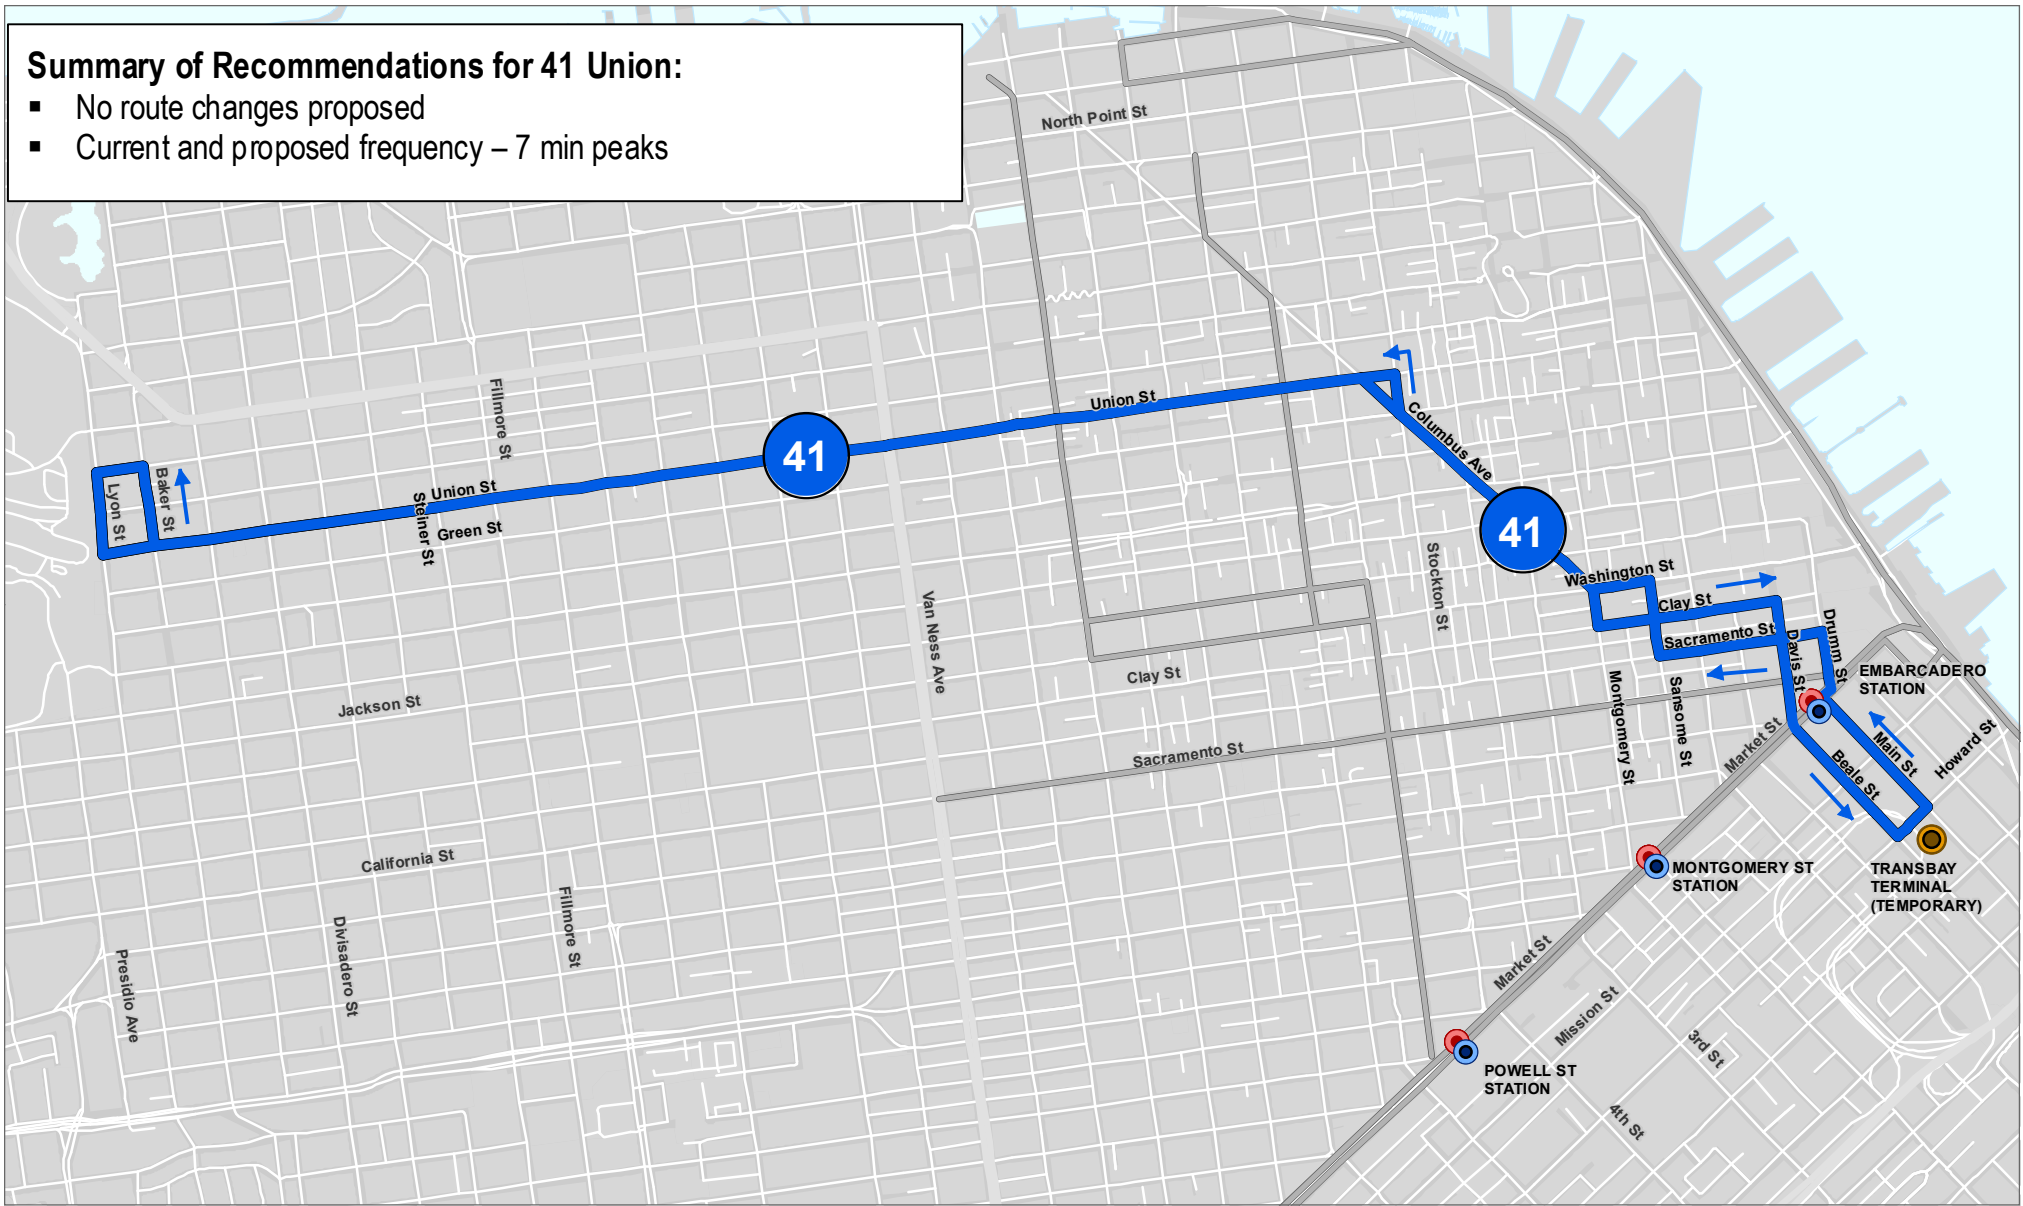 Summary of Recommendations for 41 Union:
▪ No route changes proposed
▪ Current and proposed frequency – 7 min peaks
North Point St
Fillmore St
Union St
Columbus Ave
41
Lyon St
Baker St
Steiner St
Union St
Green St
41
Stockton St
Washington St
Clay St
Sacramento St
Davis St
Drumm St
Van Ness Ave
Clay St
Jackson St
Sacramento St
Montgomery St
Sansome St
Market St
EMBARCADERO
STATION
Main St
Howard St
Beale St
California St
Fillmore St
Divisadero St
Presidio Ave
MONTGOMERY ST
STATION
TRANSBAY
TERMINAL
(TEMPORARY)
Market St
Mission St
3rd St
4th St
POWELL ST
STATION